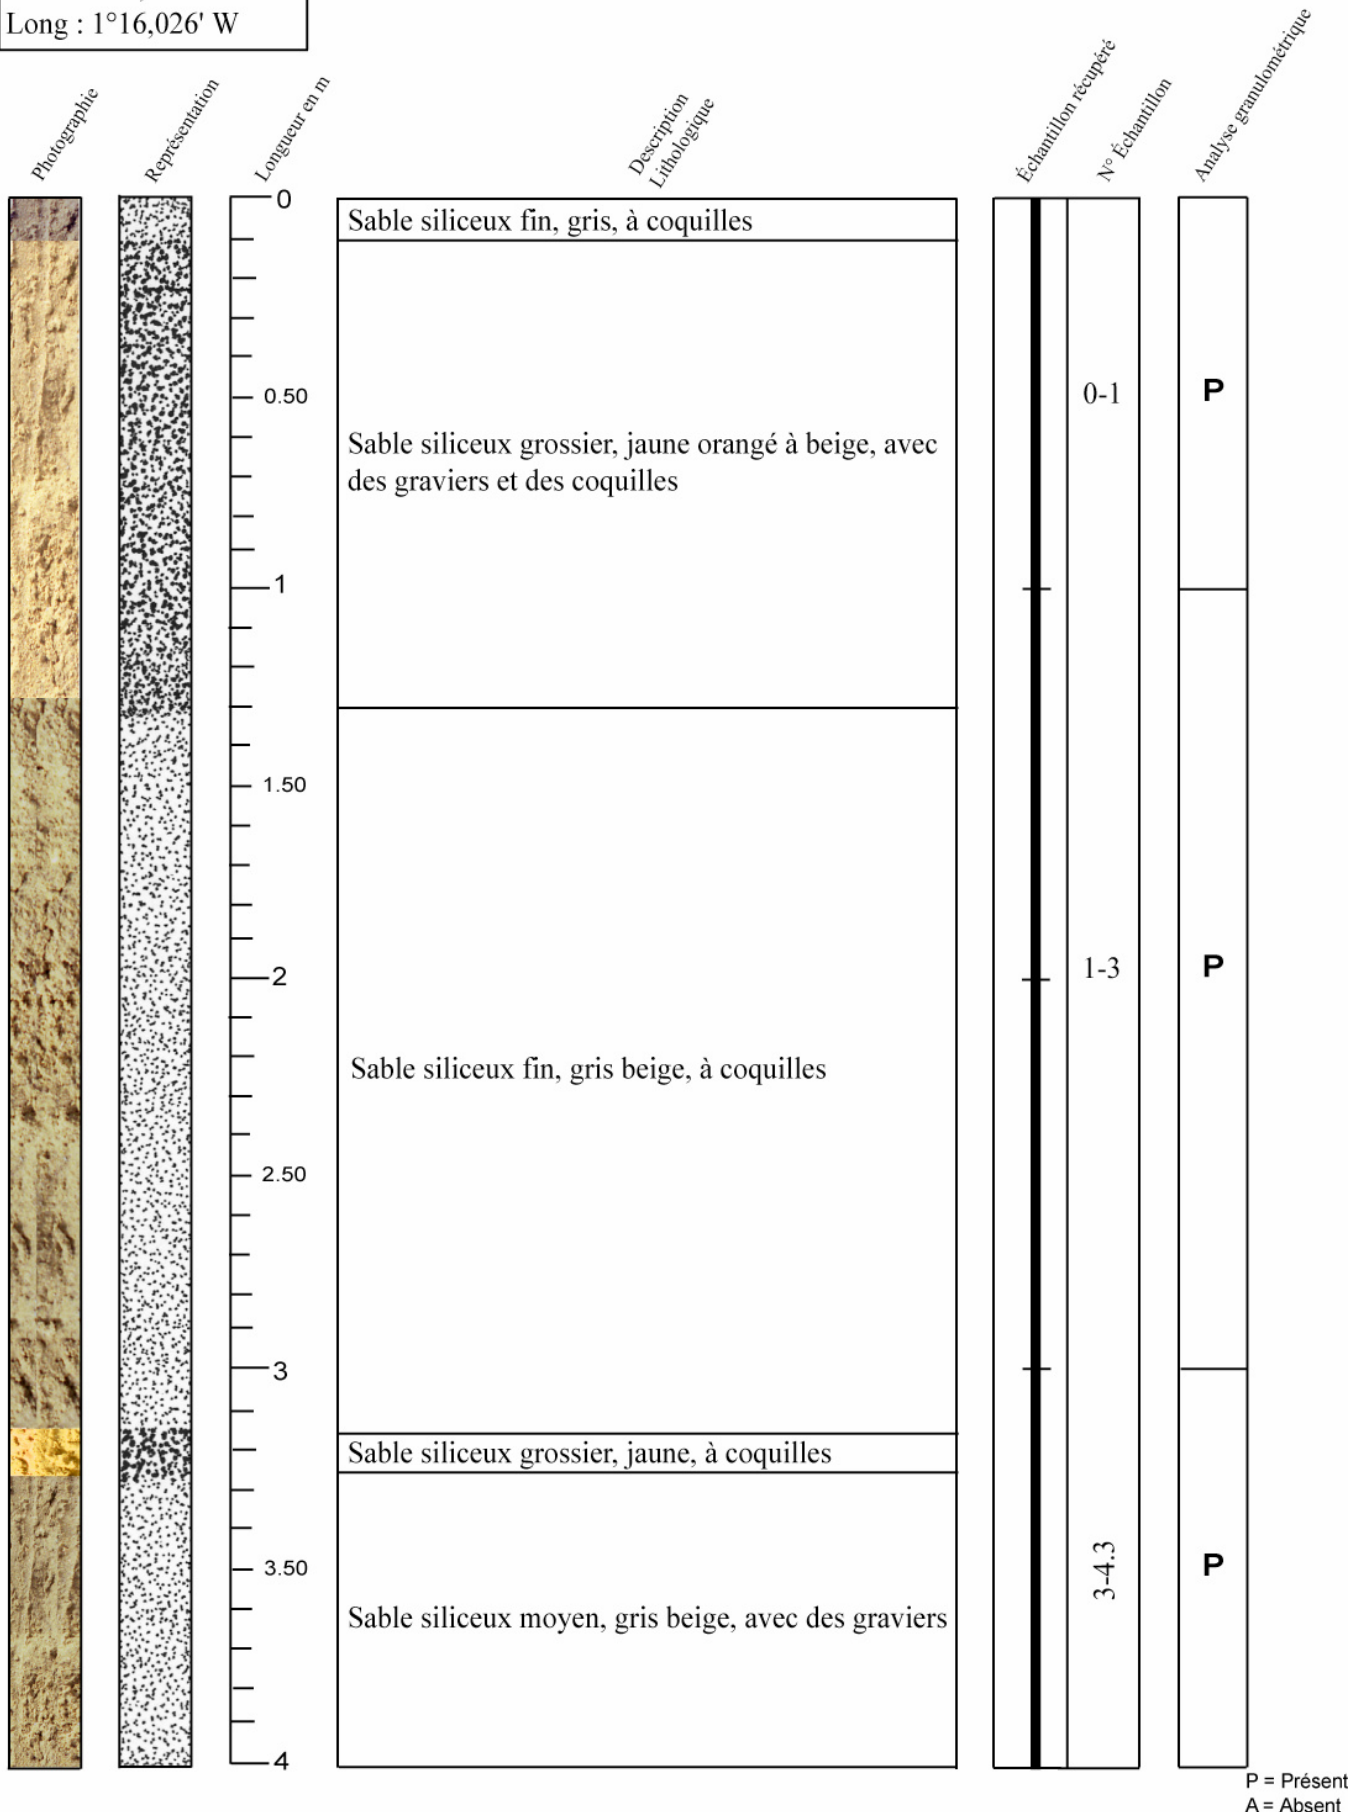 Long : 1°16,026' W
Photographie
Représentation
Longueur en m
Description
Lithologique
Échantillon récupéré
N° Échantillon
Analyse granulométrique
0
Sable siliceux fin, gris, à coquilles
0.50
0-1
P
Sable siliceux grossier, jaune orangé à beige, avec
des graviers et des coquilles
1
1.50
2
1-3
P
Sable siliceux fin, gris beige, à coquilles
2.50
3
Sable siliceux grossier, jaune, à coquilles
3.50
3-4.3
P
Sable siliceux moyen, gris beige, avec des graviers
4
P = Présent
A = Absent